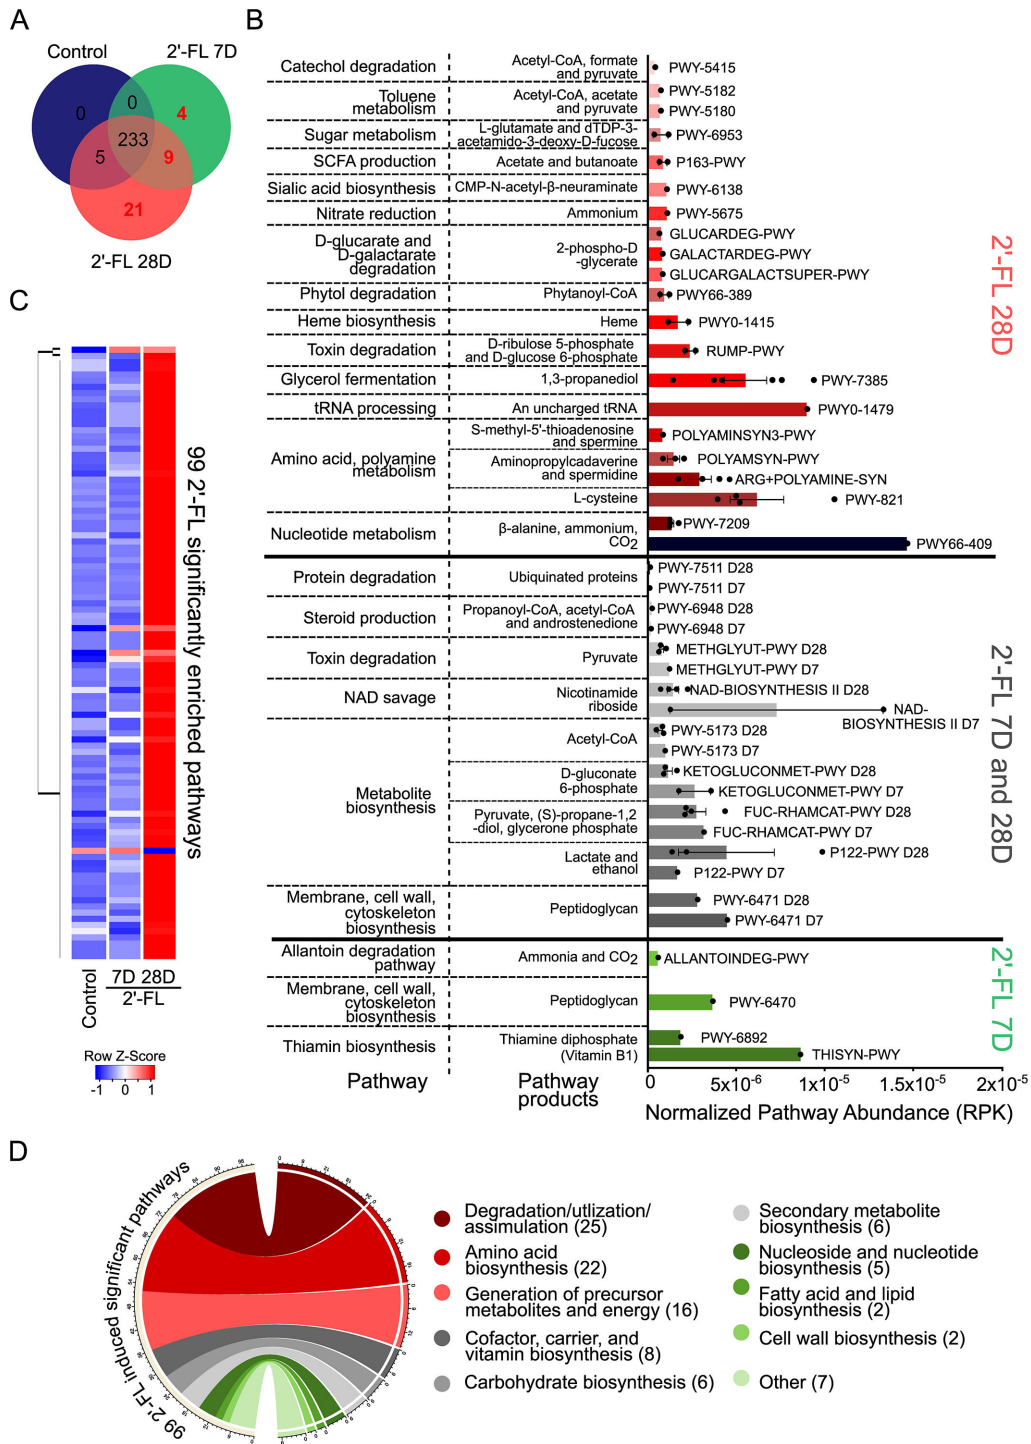 A
Control
2'-FL 7D
0
0
4
233
5
9
21
2'-FL 28D
B
Catechol degradation
Acetyl-CoA, formate
and pyruvate
PWY-5415
Toluene
metabolism
Acetyl-CoA, acetate
and pyruvate
PWY-5182
PWY-5180
Sugar metabolism
L-glutamate and dTDP-3-
acetamido-3-deoxy-D-fucose
PWY-6953
SCFA production
Acetate and butanoate
P163-PWY
Sialic acid biosynthesis
CMP-N-acetyl-β-neuraminate
PWY-6138
Nitrate reduction
Ammonium
PWY-5675
D-glucarate and
D-galactarate
degradation
2-phospho-D
-glycerate
GLUCARDEG-PWY
GALACTARDEG-PWY
GLUCARGALACTSUPER-PWY
Phytol degradation
Phytanoyl-CoA
PWY66-389
Heme biosynthesis
Heme
PWY0-1415
Toxin degradation
D-ribulose 5-phosphate
and D-glucose 6-phosphate
RUMP-PWY
Glycerol fermentation
1,3-propanediol
PWY-7385
tRNA processing
An uncharged tRNA
PWY0-1479
Amino acid, polyamine
metabolism
S-methyl-5'-thioadenosine
and spermine
POLYAMINSYN3-PWY
Aminopropylcadaverine
and spermidine
POLYAMSYN-PWY
ARG+POLYAMINE-SYN
L-cysteine
PWY-821
Nucleotide metabolism
β-alanine, ammonium,
CO2
PWY-7209
PWY66-409
2'-FL 28D
Protein degradation
Ubiquinated proteins
PWY-7511 D28
PWY-7511 D7
Steroid production
Propanoyl-CoA, acetyl-CoA
and androstenedione
PWY-6948 D28
PWY-6948 D7
Toxin degradation
Pyruvate
METHGLYUT-PWY D28
METHGLYUT-PWY D7
NAD savage
Nicotinamide
riboside
NAD-BIOSYNTHESIS II D28
NAD-
BIOSYNTHESIS II D7
Metabolite
biosynthesis
Acetyl-CoA
PWY-5173 D28
PWY-5173 D7
D-gluconate
6-phosphate
KETOGLUCONMET-PWY D28
KETOGLUCONMET-PWY D7
Pyruvate, (S)-propane-1,2
-diol, glycerone phosphate
FUC-RHAMCAT-PWY D28
FUC-RHAMCAT-PWY D7
Lactate and
ethanol
P122-PWY D28
P122-PWY D7
Membrane, cell wall,
cytoskeleton
biosynthesis
Peptidoglycan
PWY-6471 D28
PWY-6471 D7
2'-FL 7D and 28D
Allantoin degradation
pathway
Ammonia and CO2
ALLANTOINDEG-PWY
Membrane, cell wall,
cytoskeleton
biosynthesis
Peptidoglycan
PWY-6470
Thiamin biosynthesis
Thiamine diphosphate
(Vitamin B1)
PWY-6892
THISYN-PWY
2'-FL 7D
Pathway
Pathway
products
0
5x10-6
1x10-5
1.5x10-5
2x10-5
Normalized Pathway Abundance (RPK)
C
99 2'-FL significantly enriched pathways
Control
7D 28D
2'-FL
Row Z-Score
-1 0 1
D
99 2'-FL induced significant pathways
Degradation/utlization/
assimulation (25)
Amino acid
biosynthesis (22)
Generation of precursor
metabolites and energy (16)
Cofactor, carrier, and
vitamin biosynthesis (8)
Carbohydrate biosynthesis (6)
Secondary metabolite
biosynthesis (6)
Nucleoside and nucleotide
biosynthesis (5)
Fatty acid and lipid
biosynthesis (2)
Cell wall biosynthesis (2)
Other (7)